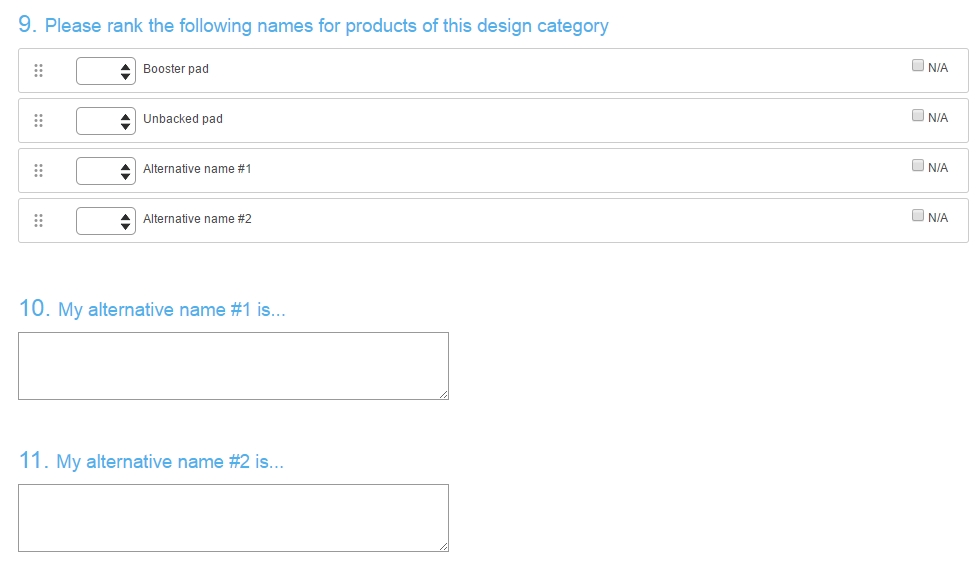 9. Please rank the following names for products of this design category
Booster pad N/A
Unbacked pad N/A
Alternative name #1 N/A
Alternative name #2 N/A
10. My alternative name #1 is...
11. My alternative name #2 is...